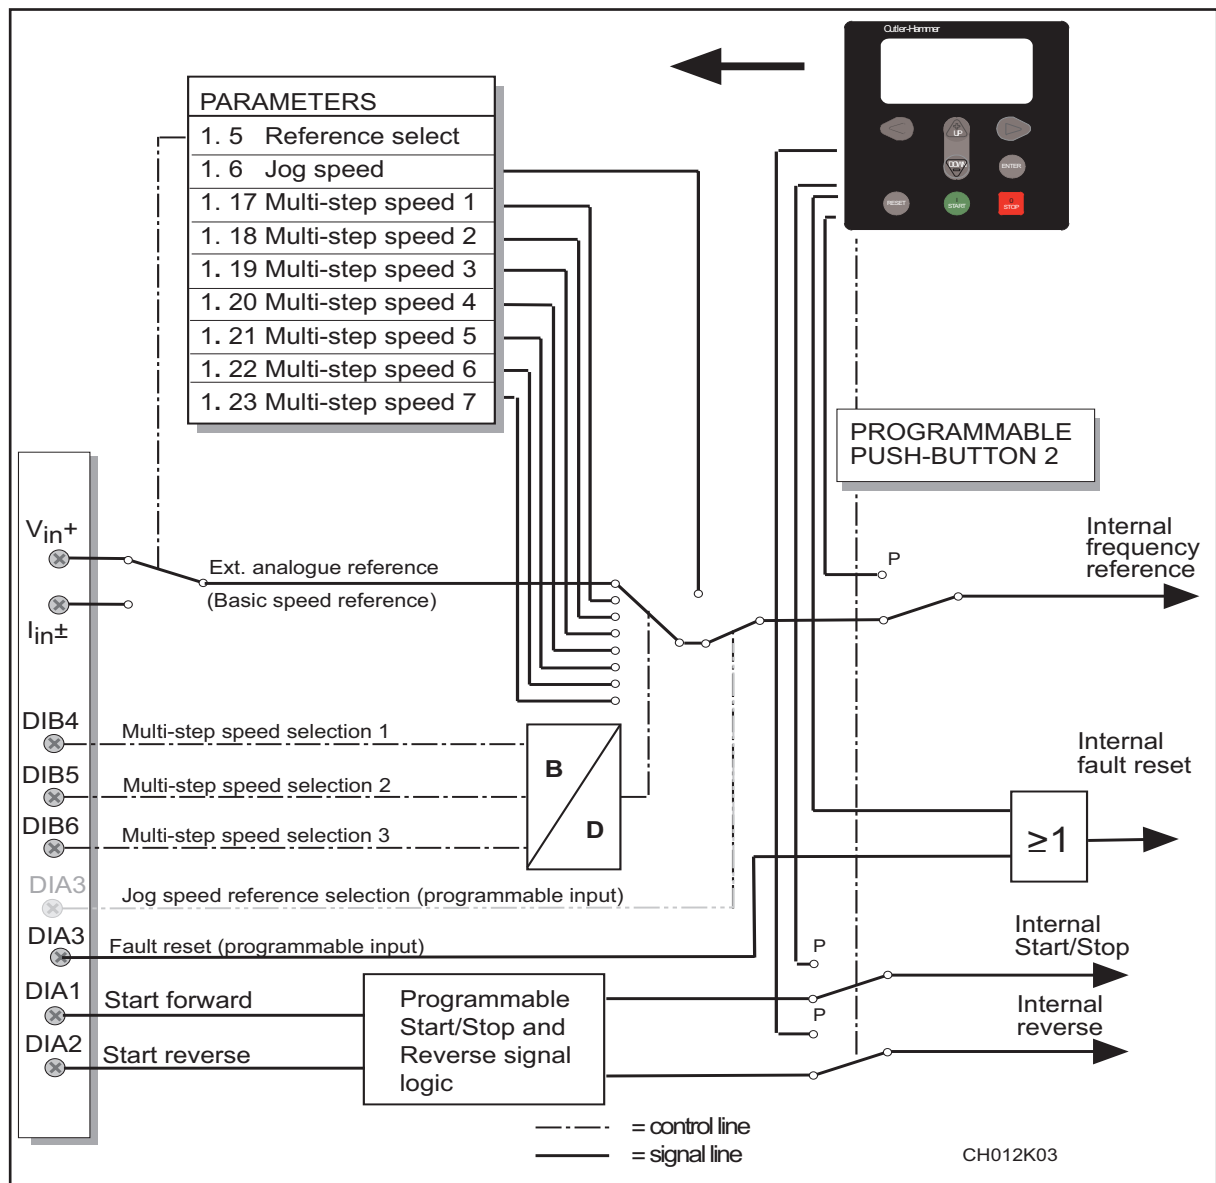 Cutler-Hammer
UP
DOWN
ENTER
RESET
I
START
0
STOP
PARAMETERS
1. 5 Reference select
1. 6 Jog speed
1. 17 Multi-step speed 1
1. 18 Multi-step speed 2
1. 19 Multi-step speed 3
1. 20 Multi-step speed 4
1. 21 Multi-step speed 5
1. 22 Multi-step speed 6
1. 23 Multi-step speed 7
PROGRAMMABLE
PUSH-BUTTON 2
Vin+
Iin±
Ext. analogue reference
(Basic speed reference)
P
Internal
frequency
reference
DIB4
Multi-step speed selection 1
DIB5
Multi-step speed selection 2
DIB6
Multi-step speed selection 3
B
D
Internal
fault reset
≥1
DIA3
Jog speed reference selection (programmable input)
DIA3
Fault reset (programmable input)
P
Internal
Start/Stop
DIA1
Start forward
DIA2
Start reverse
Programmable
Start/Stop and
Reverse signal
logic
P
Internal
reverse
= control line
= signal line
CH012K03